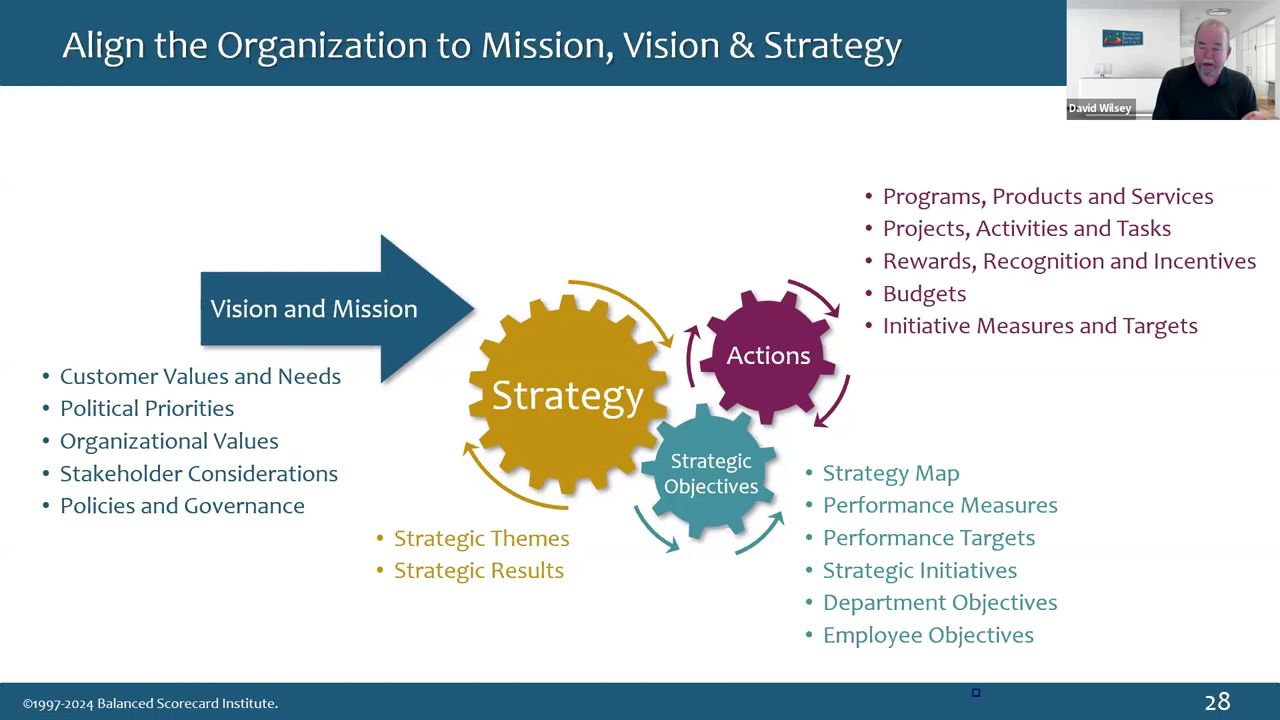 Align the Organization to Mission, Vision & Strategy
David Wilsey
Vision and Mission
• Customer Values and Needs
• Political Priorities
• Organizational Values
• Stakeholder Considerations
• Policies and Governance
Strategy
• Strategic Themes
• Strategic Results
Actions
• Programs, Products and Services
• Projects, Activities and Tasks
• Rewards, Recognition and Incentives
• Budgets
• Initiative Measures and Targets
Strategic
Objectives
• Strategy Map
• Performance Measures
• Performance Targets
• Strategic Initiatives
• Department Objectives
• Employee Objectives
©1997-2024 Balanced Scorecard Institute.
28